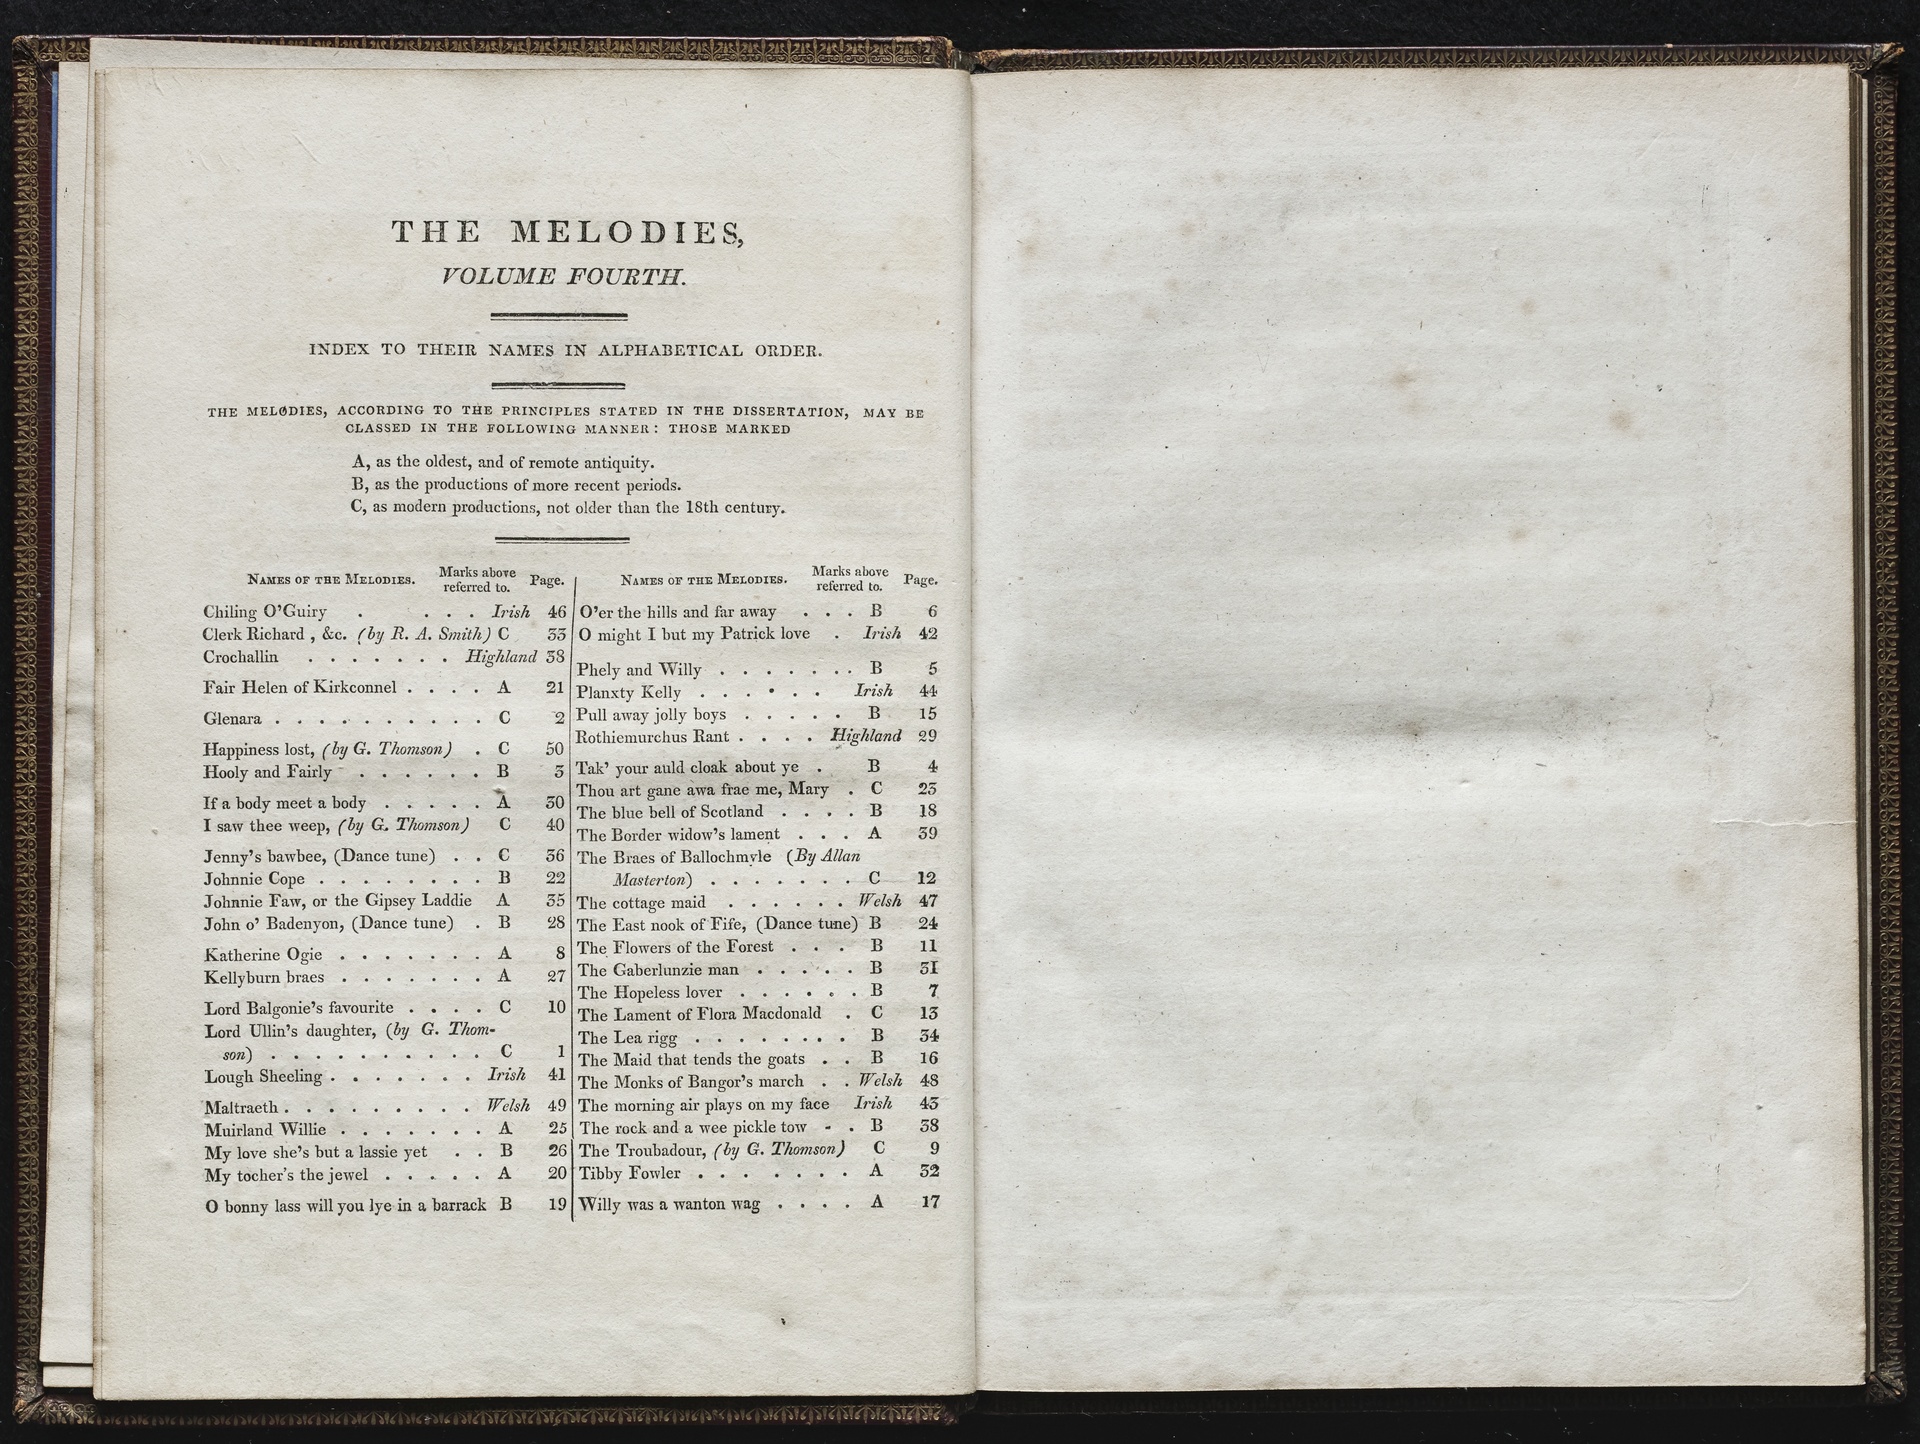 THE MELODIES,
VOLUME FOURTH.
INDEX TO THEIR NAMES IN ALPHABETICAL ORDER.
THE MELODIES, ACCORDING TO THE PRINCIPLES STATED IN THE DISSERTATION, MAY BE
CLASSED IN THE FOLLOWING MANNER: THOSE MARKED
A, as the oldest, and of remote antiquity.
B, as the productions of more recent periods.
C, as modern productions, not older than the 18th century.
NAMES OF THE MELODIES. Marks above referred to. Page.
Chiling O'Guiry . . . . Irish 46
Clerk Richard , &c. (by R. A. Smith) C 33
Crochallin . . . . . . . Highland 38
Fair Helen of Kirkconnel . . . . A 21
Glenara . . . . . . . . . . C 2
Happiness lost, (by G. Thomson) . C 50
Hooly and Fairly . . . . . . B 3
If a body meet a body . . . . . A 30
I saw thee weep, (by G. Thomson) C 40
Jenny's bawbee, (Dance tune) . . C 36
Johnnie Cope . . . . . . . . B 22
Johnnie Faw, or the Gipsey Laddie A 35
John o' Badenyon, (Dance tune) . B 28
Katherine Ogie . . . . . . . A 8
Kellyburn braes . . . . . . . A 27
Lord Balgonie's favourite . . . . C 10
Lord Ullin's daughter, (by G. Thom-
son) . . . . . . . . . . . C 1
Lough Sheeling . . . . . . . Irish 41
Maltraeth . . . . . . . . . Welsh 49
Muirland Willie . . . . . . . A 25
My love she's but a lassie yet . . B 26
My tocher's the jewel . . . . . A 20
O bonny lass will you lye in a barrack B 19
NAMES OF THE MELODIES. Marks above referred to. Page.
O'er the hills and far away . . . B 6
O might I but my Patrick love . Irish 42
Phely and Willy . . . . . . . B 5
Planxty Kelly . . . . . . Irish 44
Pull away jolly boys . . . . . B 15
Rothiemurchus Rant . . . . Highland 29
Tak' your auld cloak about ye . B 4
Thou art gane awa frae me, Mary . C 23
The blue bell of Scotland . . . . B 18
The Border widow's lament . . . A 39
The Braes of Ballochmyle (By Allan
Masterton) . . . . . . . C 12
The cottage maid . . . . . . Welsh 47
The East nook of Fife, (Dance tune) B 24
The Flowers of the Forest . . . B 11
The Gaberlunzie man . . . . . B 31
The Hopeless lover . . . . . . B 7
The Lament of Flora Macdonald . C 13
The Lea rigg . . . . . . . . B 34
The Maid that tends the goats . . B 16
The Monks of Bangor's march . . Welsh 48
The morning air plays on my face Irish 43
The rock and a wee pickle tow - . B 38
The Troubadour, (by G. Thomson) C 9
Tibby Fowler . . . . . . . A 32
Willy was a wanton wag . . . . A 17